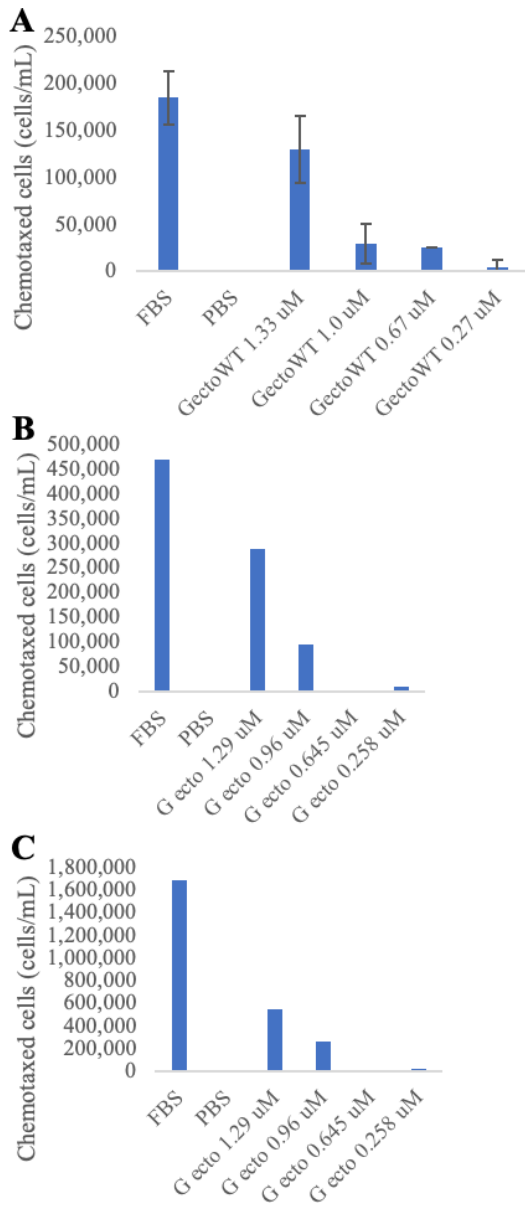 A
Chemotaxed cells (cells/mL)
250,000
200,000
150,000
100,000
50,000
0
FBS
PBS
GectoWT 1.33 uM
GectoWT 1.0 uM
GectoWT 0.67 uM
GectoWT 0.27 uM
B
Chemotaxed cells (cells/mL)
500,000
450,000
400,000
350,000
300,000
250,000
200,000
150,000
100,000
50,000
0
FBS
PBS
G ecto 1.29 uM
G ecto 0.96 uM
G ecto 0.645 uM
G ecto 0.258 uM
C
Chemotaxed cells (cells/mL)
1,800,000
1,600,000
1,400,000
1,200,000
1,000,000
800,000
600,000
400,000
200,000
0
FBS
PBS
G ecto 1.29 uM
G ecto 0.96 uM
G ecto 0.645 uM
G ecto 0.258 uM